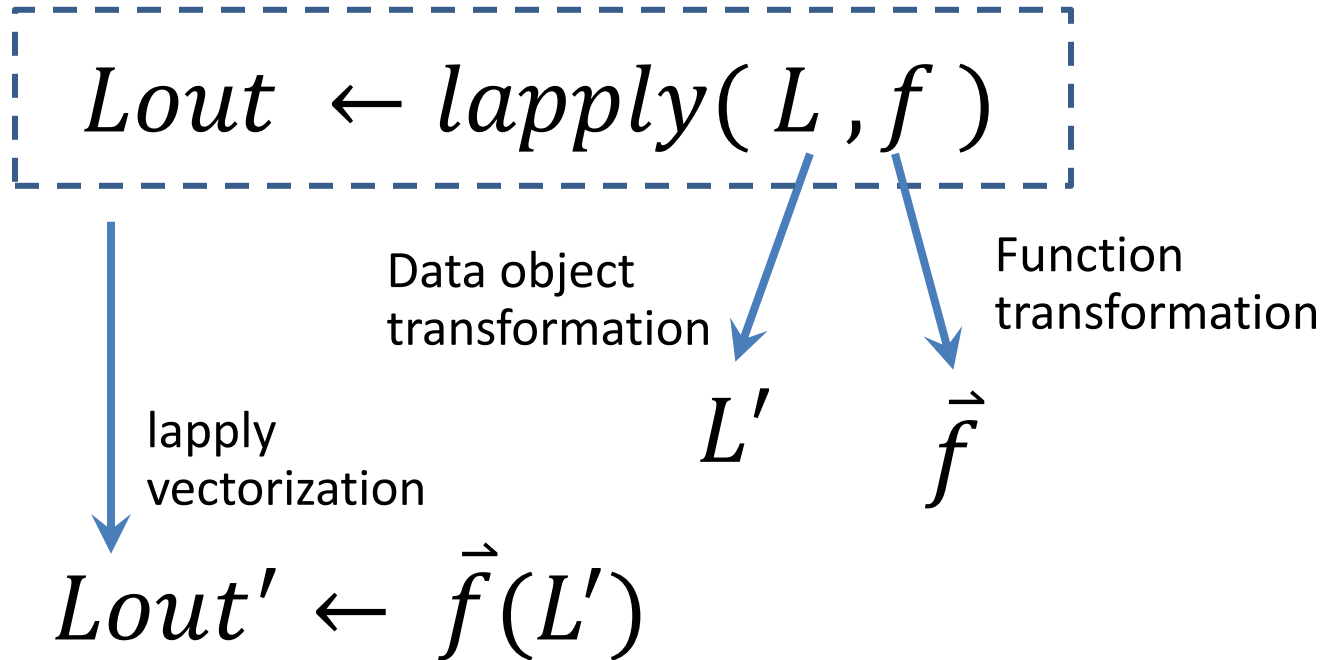 Lout ← lapply( L , f )
Data object
transformation
Function
transformation
L′
f⃗
lapply
vectorization
Lout′ ← f⃗(L′)